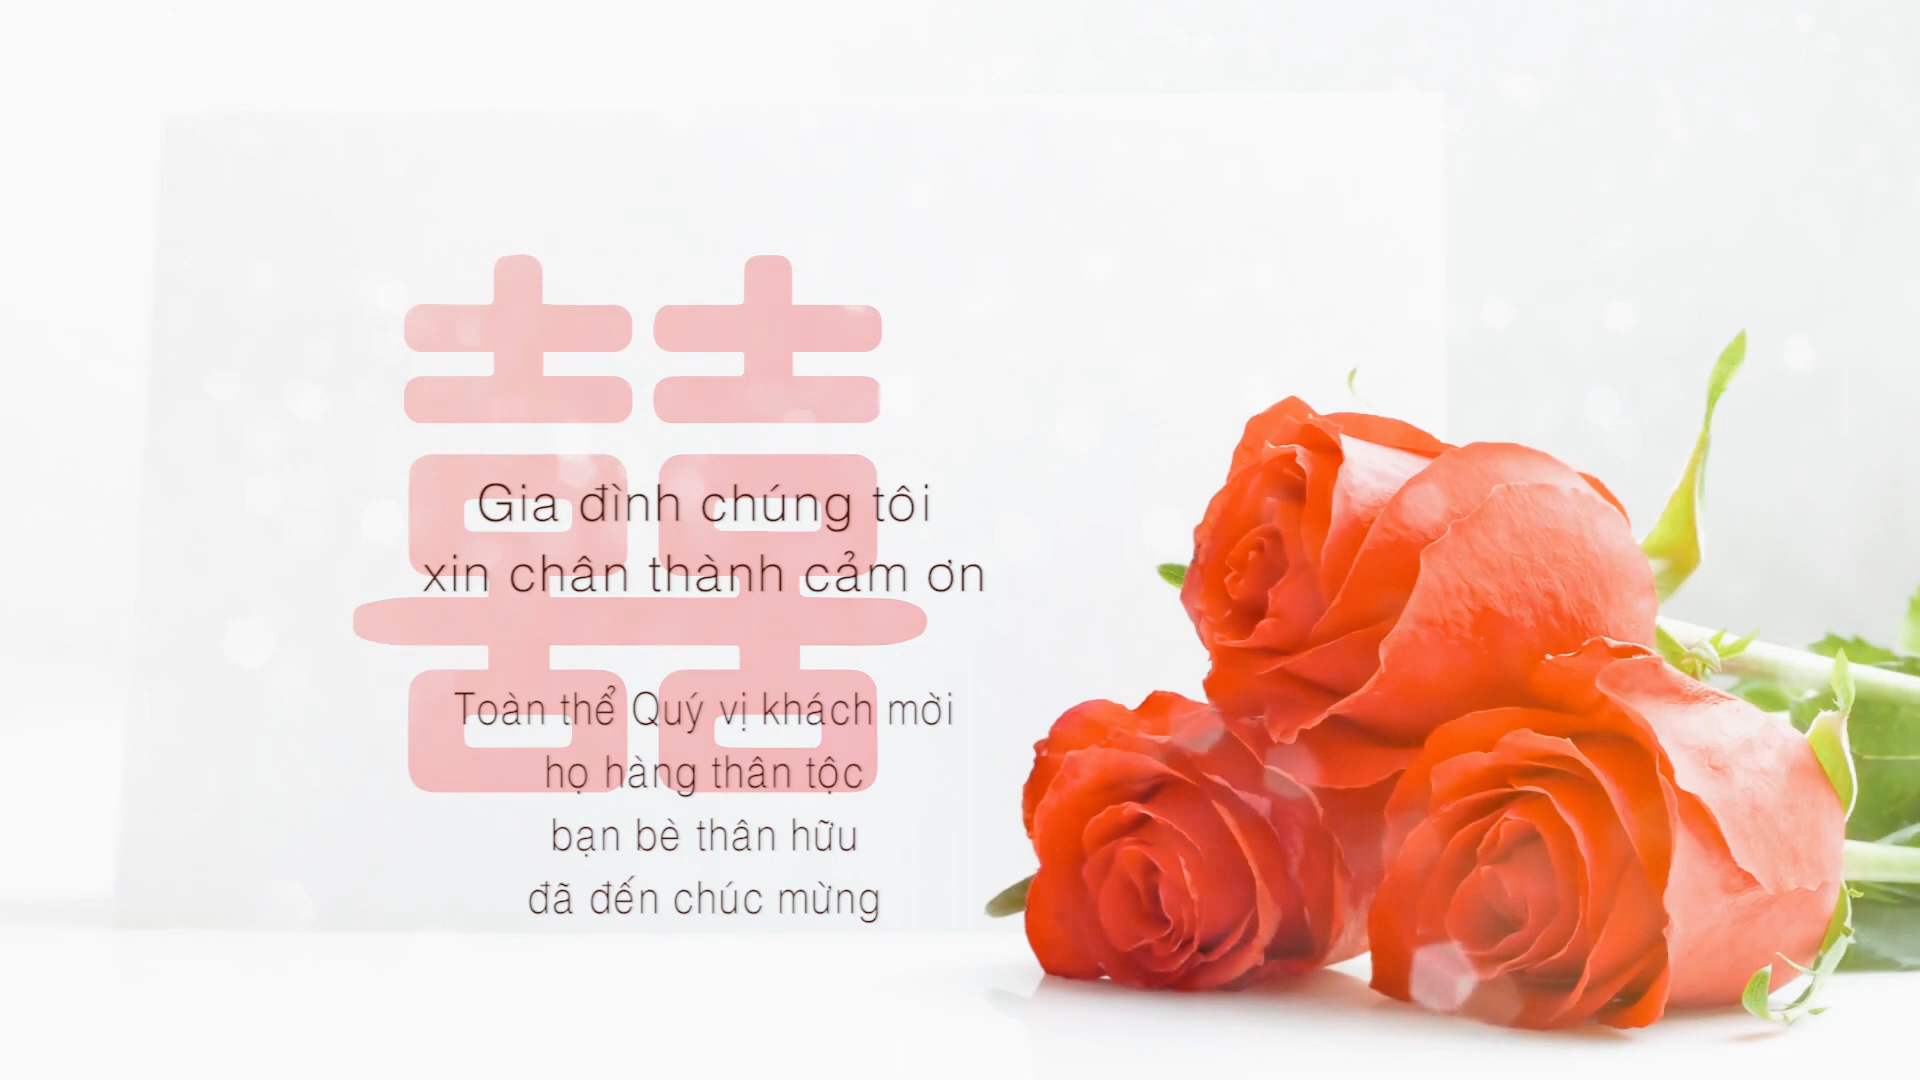 囍
Gia đình chúng tôi
xin chân thành cảm ơn
Toàn thể Quý vị khách mời
họ hàng thân tộc
bạn bè thân hữu
đã đến chúc mừng